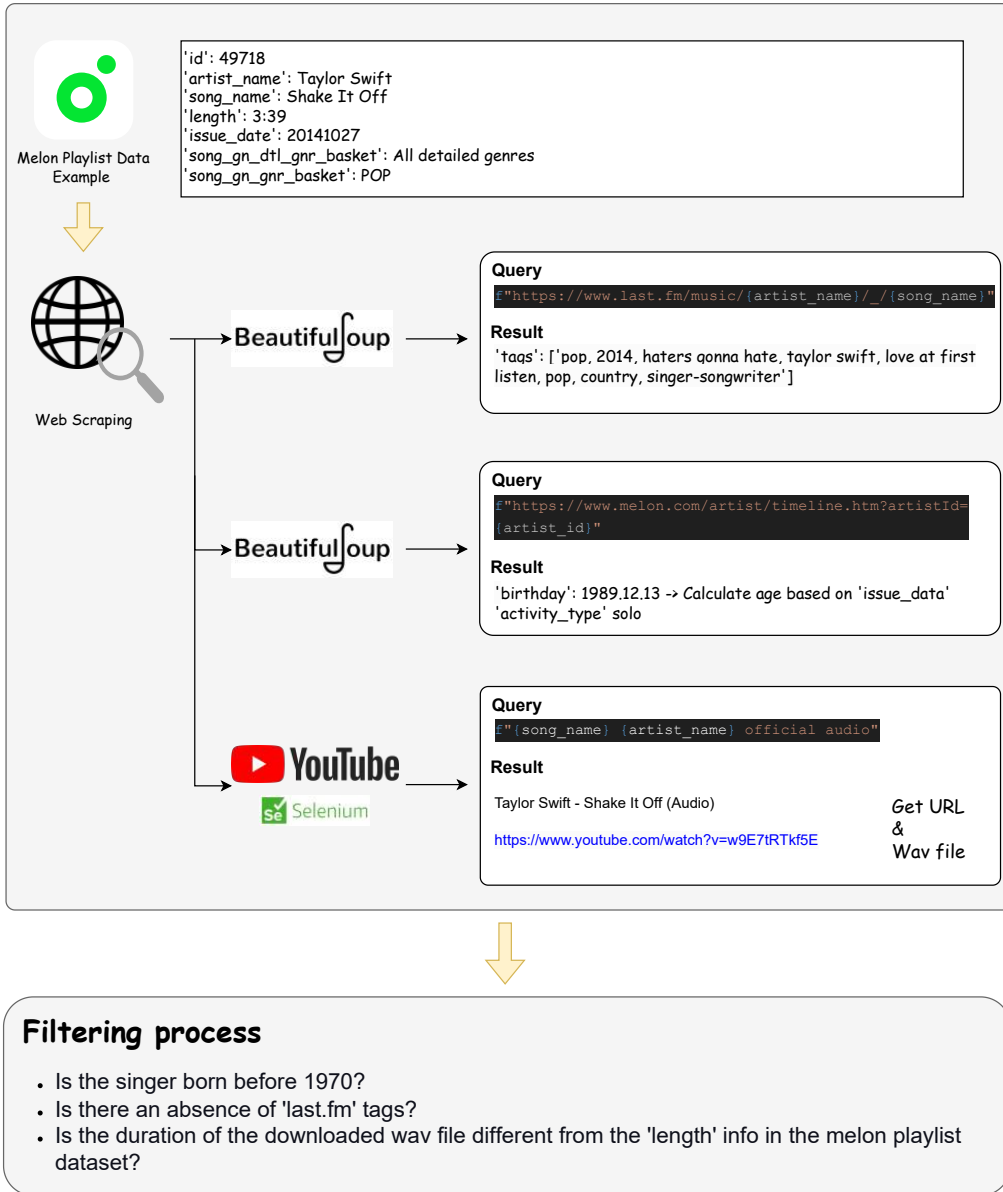 'id': 49718
'artist_name': Taylor Swift
'song_name': Shake It Off
'length': 3:39
'issue_date': 20141027
'song_gn_dtl_gnr_basket': All detailed genres
'song_gn_gnr_basket': POP
Melon Playlist Data
Example
Web Scraping
BeautifulSoup
Query
f"https://www.last.fm/music/{artist_name}/_/{song_name}"
Result
'tags': ['pop, 2014, haters gonna hate, taylor swift, love at first
listen, pop, country, singer-songwriter']
BeautifulSoup
Query
f"https://www.melon.com/artist/timeline.htm?artistId=
{artist_id}"
Result
'birthday': 1989.12.13 -> Calculate age based on 'issue_data'
'activity_type' solo
YouTube
Se Selenium
Query
f"{song_name} {artist_name} official audio"
Result
Taylor Swift - Shake It Off (Audio)
https://www.youtube.com/watch?v=w9E7tRTkf5E
Get URL
&
Wav file
Filtering process
• Is the singer born before 1970?
• Is there an absence of 'last.fm' tags?
• Is the duration of the downloaded wav file different from the 'length' info in the melon playlist
dataset?